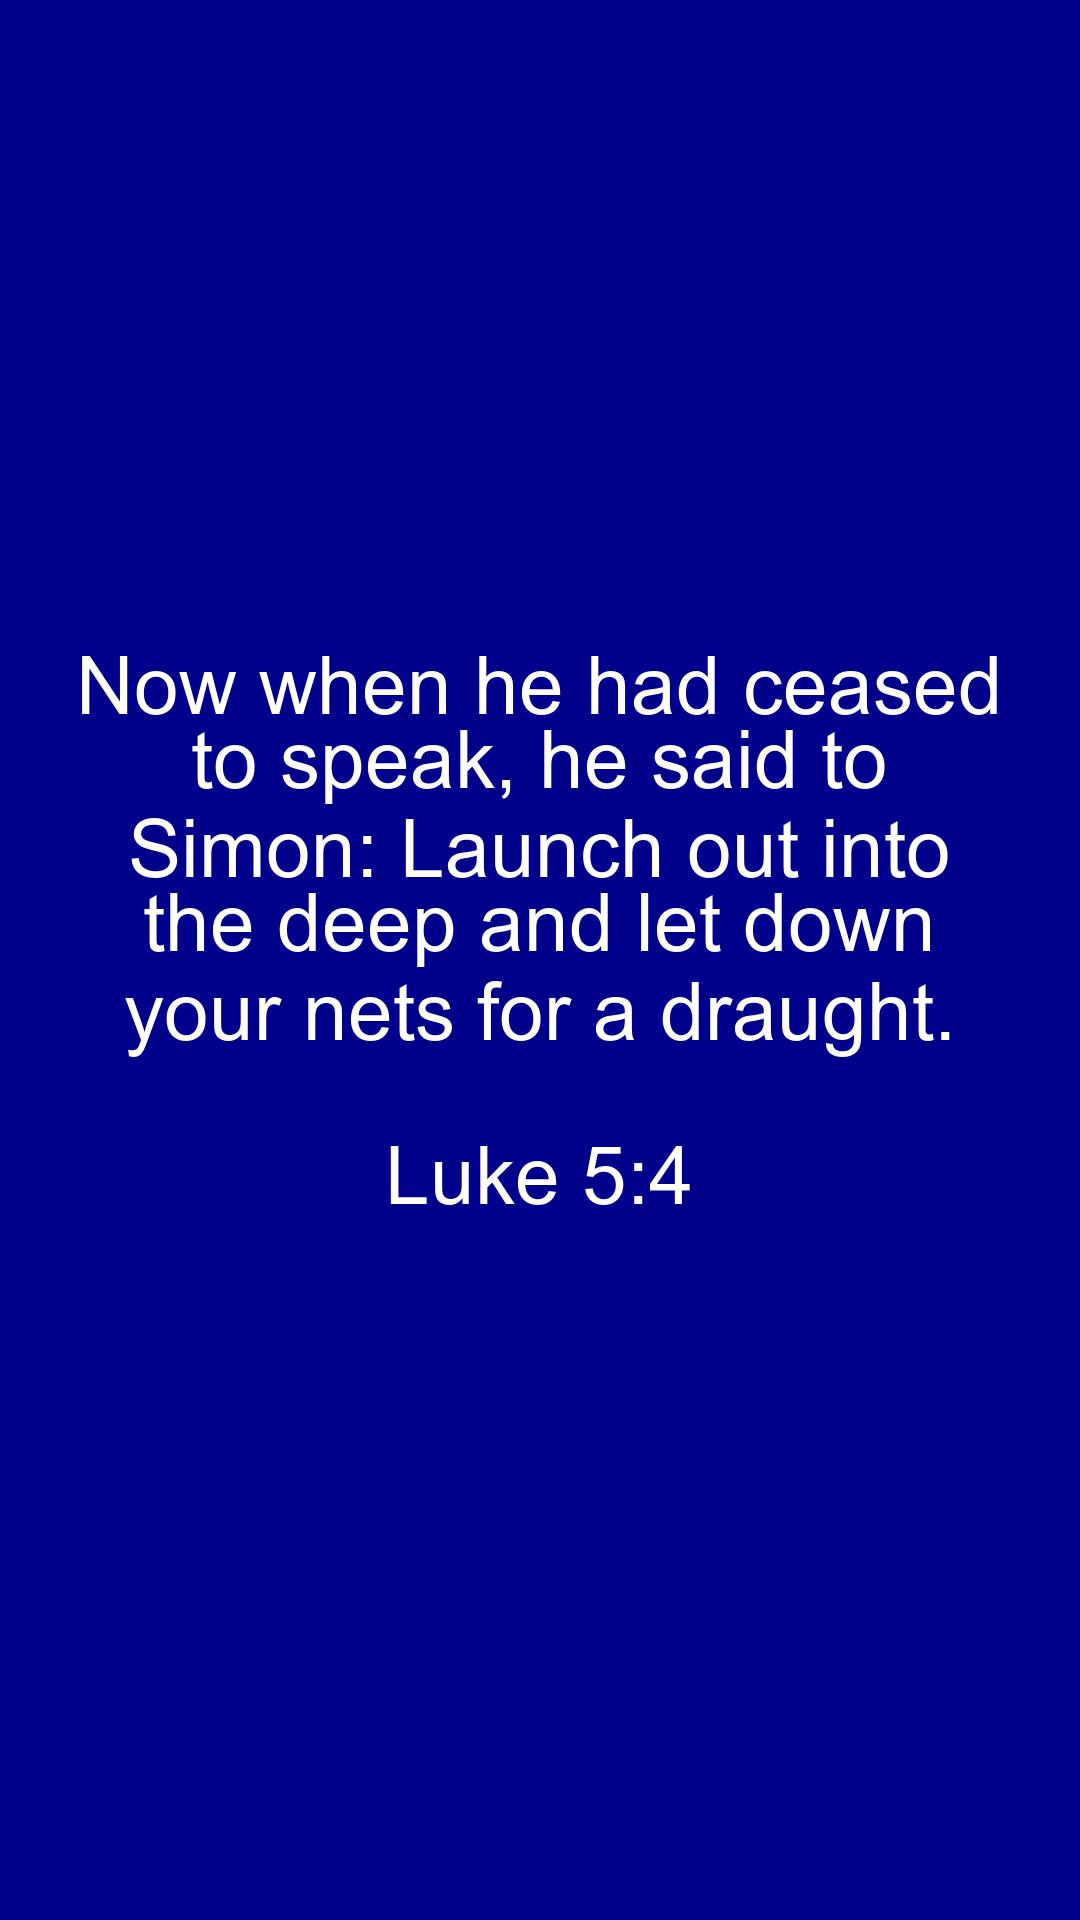 Now when he had ceased
to speak, he said to
Simon: Launch out into
the deep and let down
your nets for a draught.
Luke 5:4